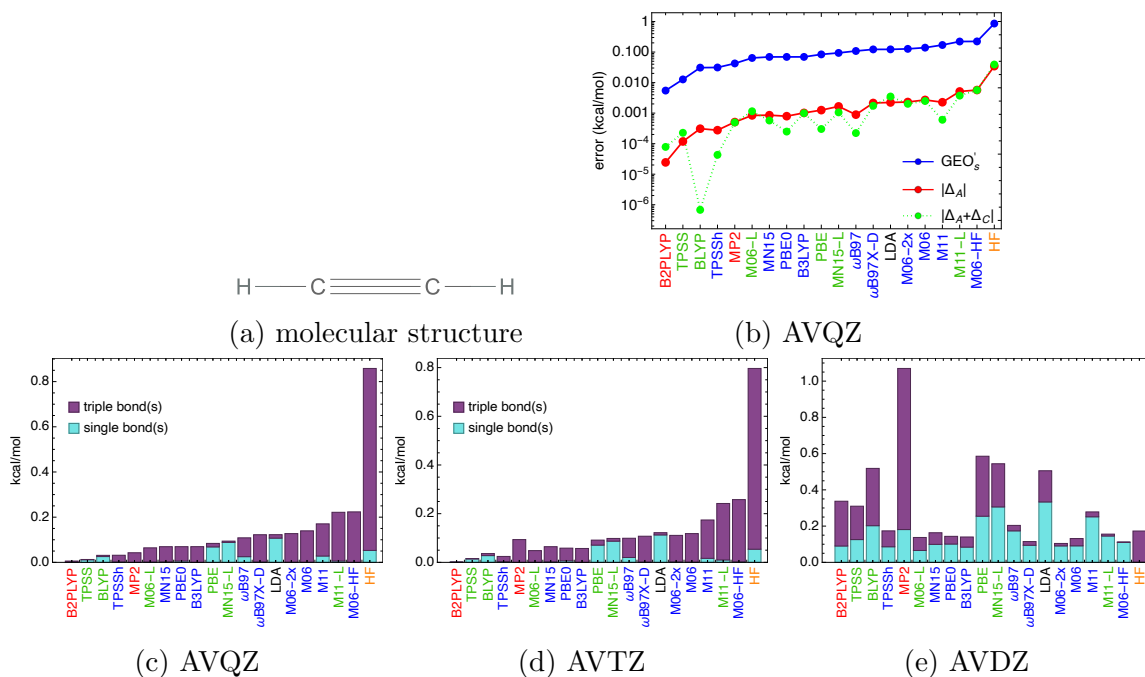 H C C H
(a) molecular structure
error (kcal/mol)
1
0.100
0.010
0.001
10⁻⁴
10⁻⁵
10⁻⁶
GEO'ₛ
|Δ_A|
|Δ_A+Δ_C|
B2PLYP
TPSS
BLYP
TPSSh
MP2
M06-L
MN15
PBE0
B3LYP
PBE
MN15-L
ωB97
ωB97X-D
LDA
M06-2x
M06
M11
M11-L
M06-HF
HF
(b) AVQZ
kcal/mol
0.8
0.6
0.4
0.2
0.0
triple bond(s)
single bond(s)
B2PLYP
TPSS
BLYP
TPSSh
MP2
M06-L
MN15
PBE0
B3LYP
PBE
MN15-L
ωB97
ωB97X-D
LDA
M06-2x
M06
M11
M11-L
M06-HF
HF
(c) AVQZ
kcal/mol
0.8
0.6
0.4
0.2
0.0
triple bond(s)
single bond(s)
B2PLYP
TPSS
BLYP
TPSSh
MP2
M06-L
MN15
PBE0
B3LYP
PBE
MN15-L
ωB97
ωB97X-D
LDA
M06-2x
M06
M11
M11-L
M06-HF
HF
(d) AVTZ
kcal/mol
1.0
0.8
0.6
0.4
0.2
0.0
B2PLYP
TPSS
BLYP
TPSSh
MP2
M06-L
MN15
PBE0
B3LYP
PBE
MN15-L
ωB97
ωB97X-D
LDA
M06-2x
M06
M11
M11-L
M06-HF
HF
(e) AVDZ